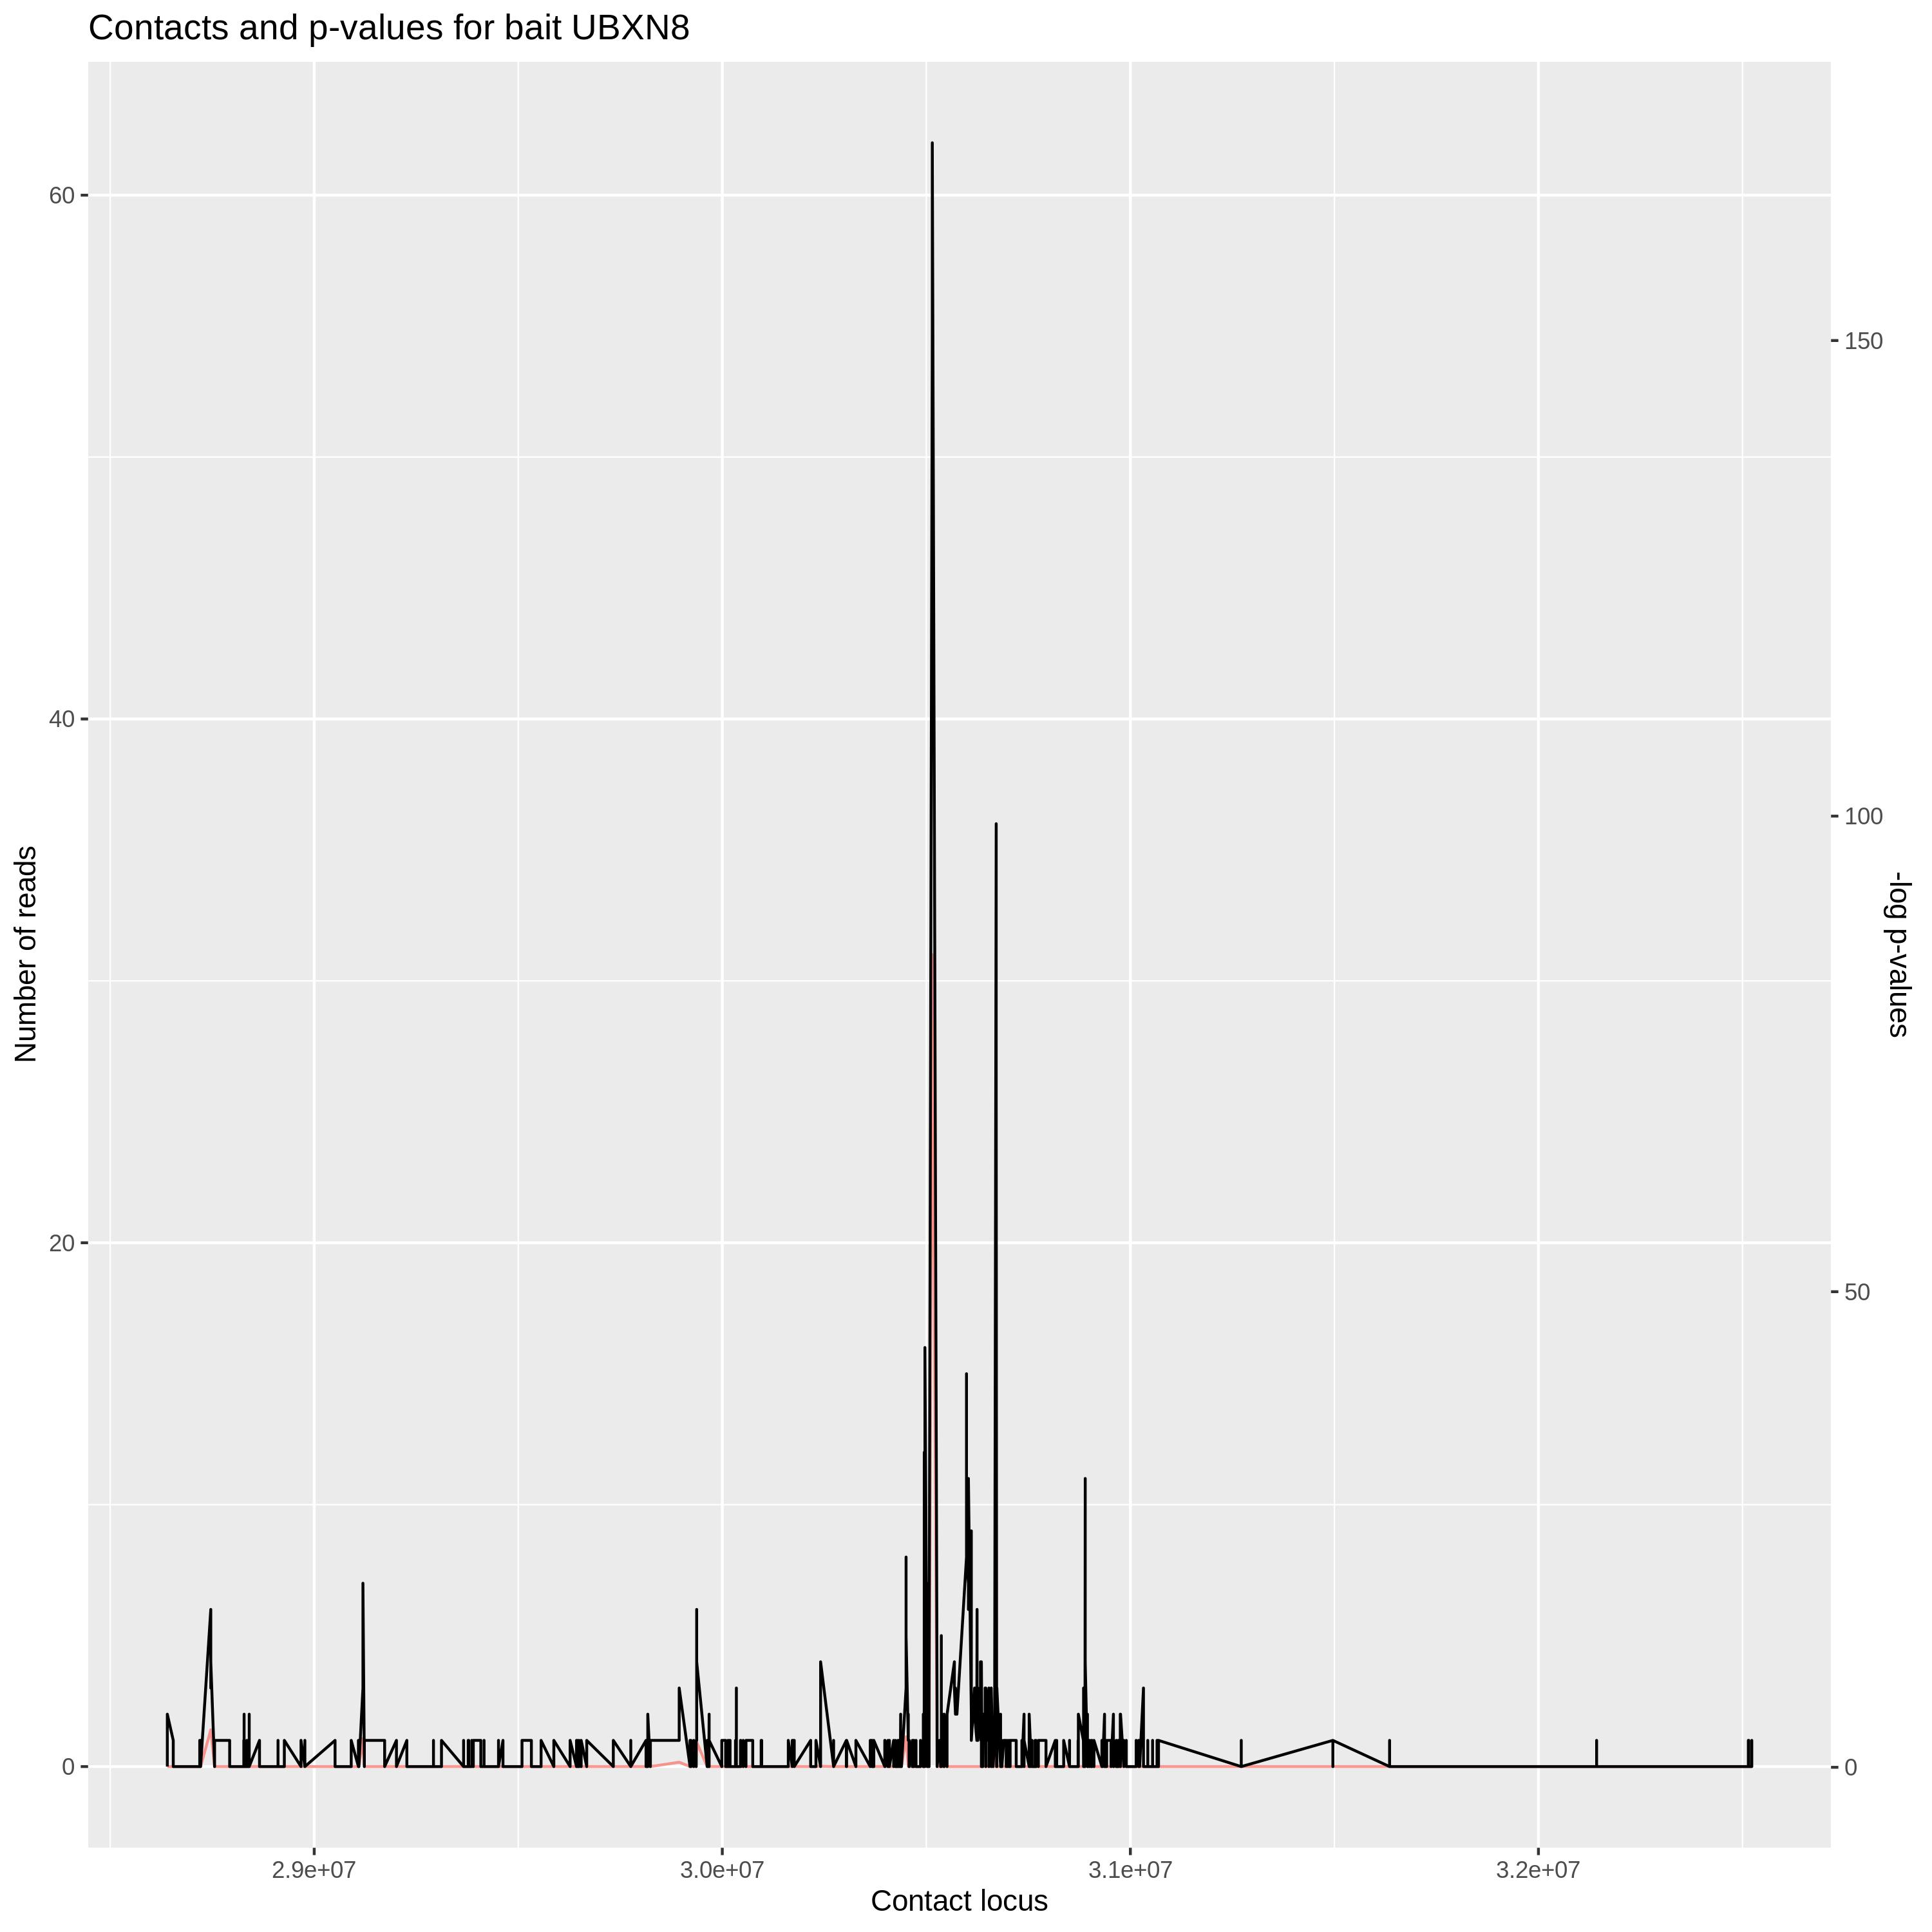 Contacts and p-values for bait UBXN8
60
40
20
0
Number of reads
150
100
50
0
-log p-values
2.9e+07
3.0e+07
3.1e+07
3.2e+07
Contact locus